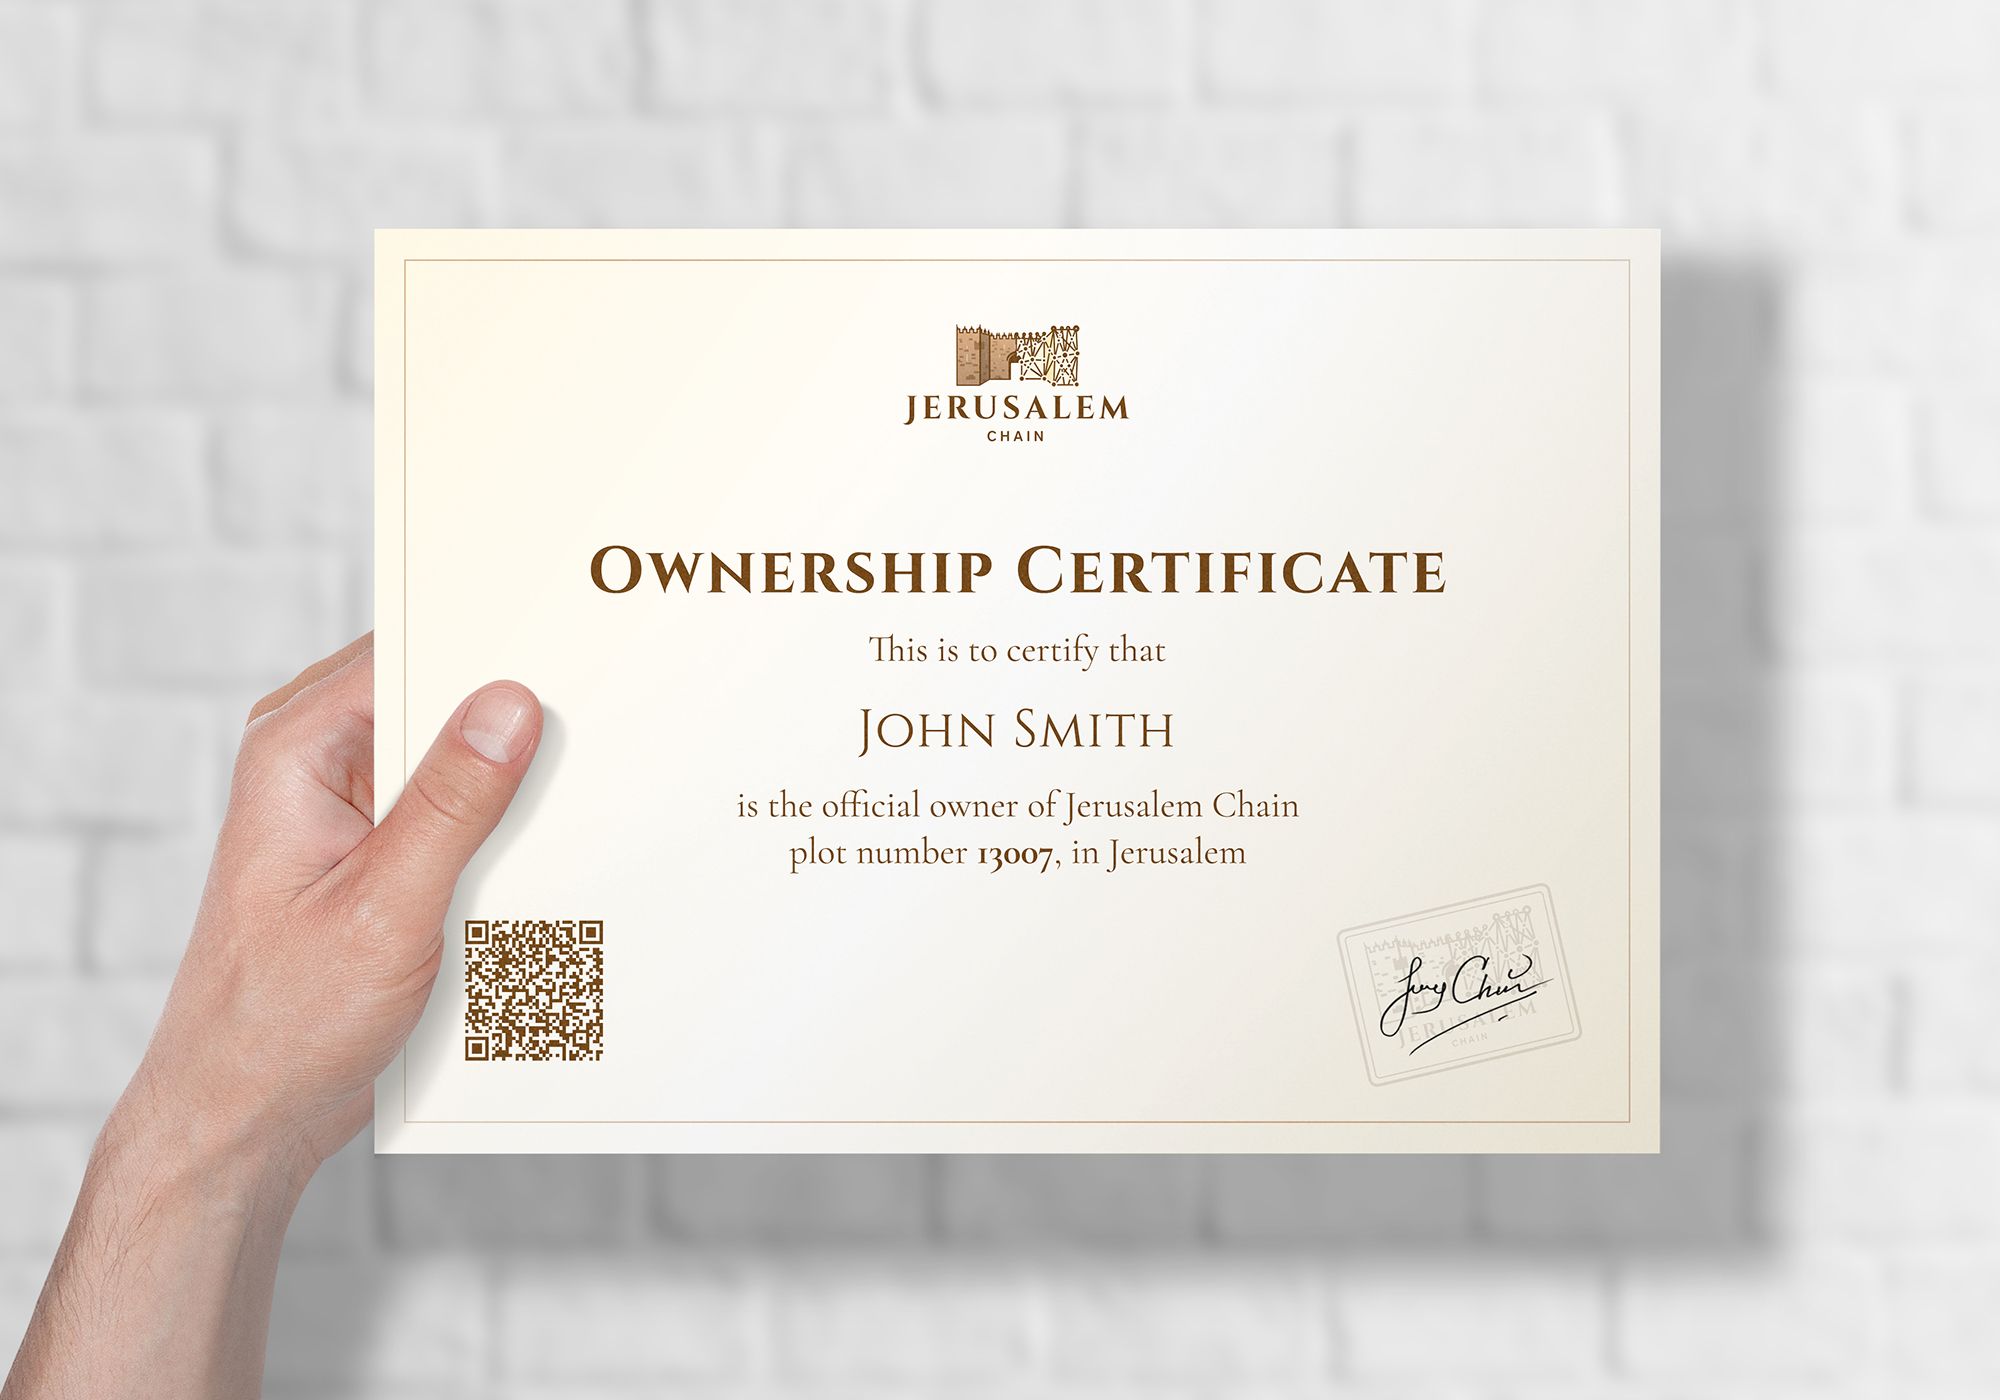 JERUSALEM
CHAIN
OWNERSHIP CERTIFICATE
This is to certify that
JOHN SMITH
is the official owner of Jerusalem Chain
plot number 13007, in Jerusalem
JERUSALEM
CHAIN